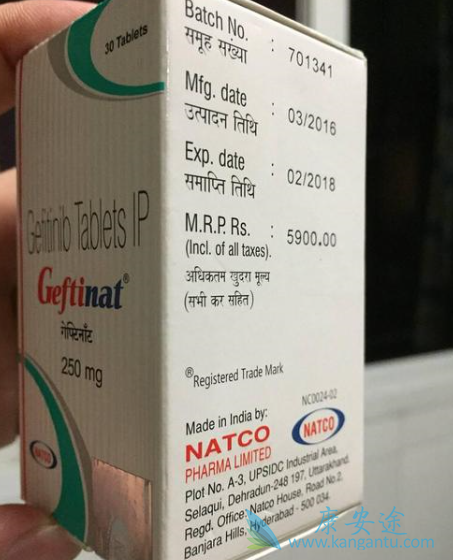 30 Tablets
Gefitinib Tablets IP
Geftinat®
गेफ्टिनॉट
250 mg
NATCO
Batch No. : 701341
समूह संख्या
Mfg. date : 03/2016
उत्पादन तिथि
Exp. date : 02/2018
समाप्ति तिथि
M.R.P. Rs. : 5900.00
(Incl. of all taxes).
अधिकतम खुदरा मूल्य
(सभी कर सहित)
®Registered Trade Mark
NC0024-02
Made in India by:
NATCO
PHARMA LIMITED
NATCO
Plot No. A-3, UPSIDC Industrial Area,
Selaqui, Dehradun-248 197, Uttarakhand.
Regd. Office: Natco House, Road No.2,
Banjara Hills, Hyderabad - 500 034.
康安途
www.kangantu.com